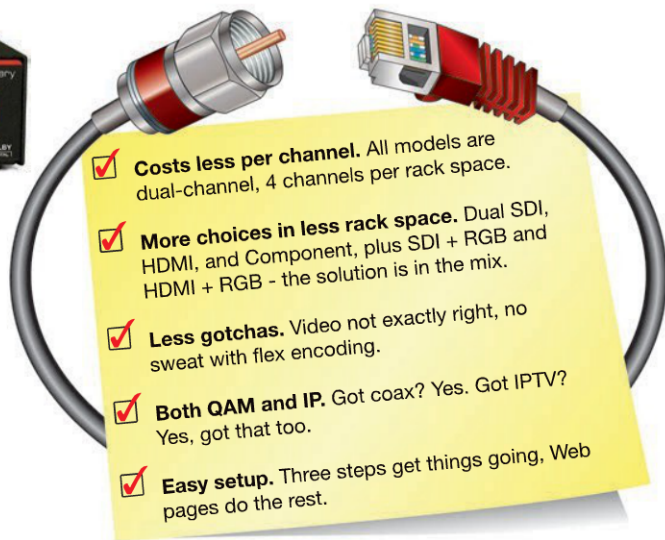 Costs less per channel. All models are
dual-channel, 4 channels per rack space.
More choices in less rack space. Dual SDI,
HDMI, and Component, plus SDI + RGB and
HDMI + RGB - the solution is in the mix.
Less gotchas. Video not exactly right, no
sweat with flex encoding.
Both QAM and IP. Got coax? Yes. Got IPTV?
Yes, got that too.
Easy setup. Three steps get things going, Web
pages do the rest.